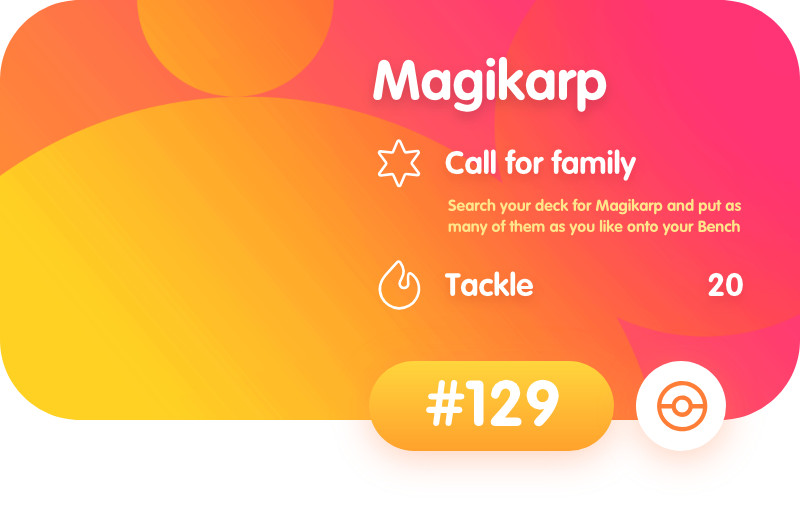 Magikarp
Call for family
Search your deck for Magikarp and put as
many of them as you like onto your Bench
Tackle 20
#129